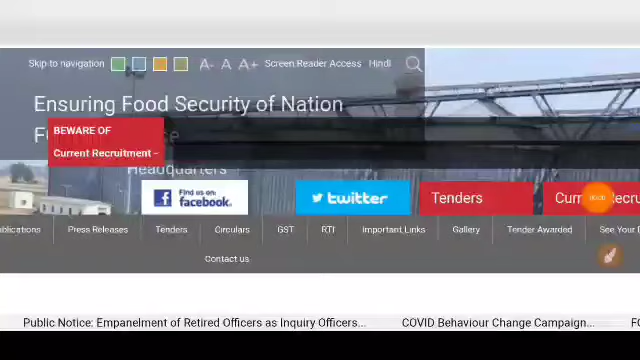 Skip to navigation A- A A+ Screen Reader Access Hindi
Ensuring Food Security of Nation
BEWARE OF
Current Recruitment -
Headquarters
Find us on: facebook. twitter Tenders
Press Releases Tenders Circulars GST RTI Important Links Gallery Tender Awarded See Your
Contact us
Public Notice: Empanelment of Retired Officers as Inquiry Officers... COVID Behaviour Change Campaign...